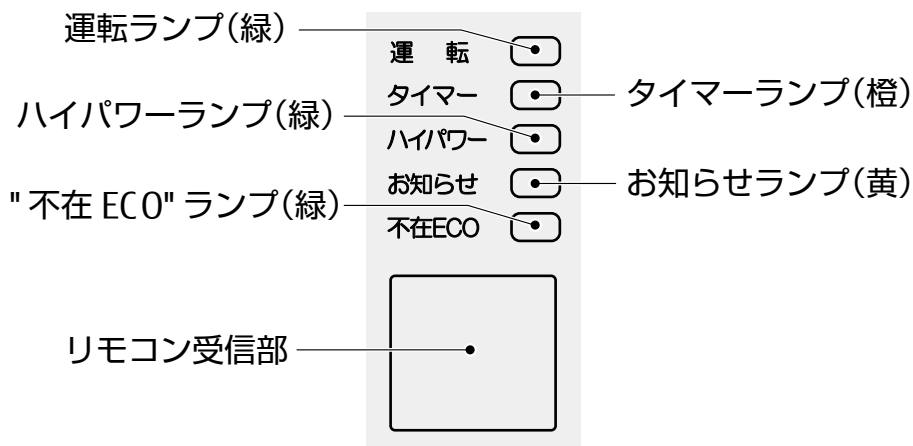 運転ランプ(緑)
運 転
タイマー
タイマーランプ(橙)
ハイパワーランプ(緑)
ハイパワー
お知らせ
お知らせランプ(黄)
"不在 ECO" ランプ(緑)
不在ECO
リモコン受信部